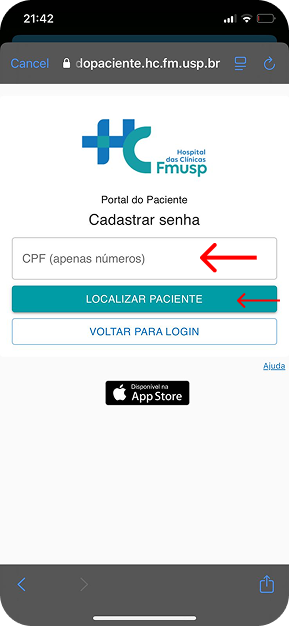 21:42
Cancel
dopaciente.hc.fm.usp.br
HC
Hospital
das Clínicas
Fmusp
Portal do Paciente
Cadastrar senha
CPF (apenas números)
LOCALIZAR PACIENTE
VOLTAR PARA LOGIN
Ajuda
Disponível na
App Store